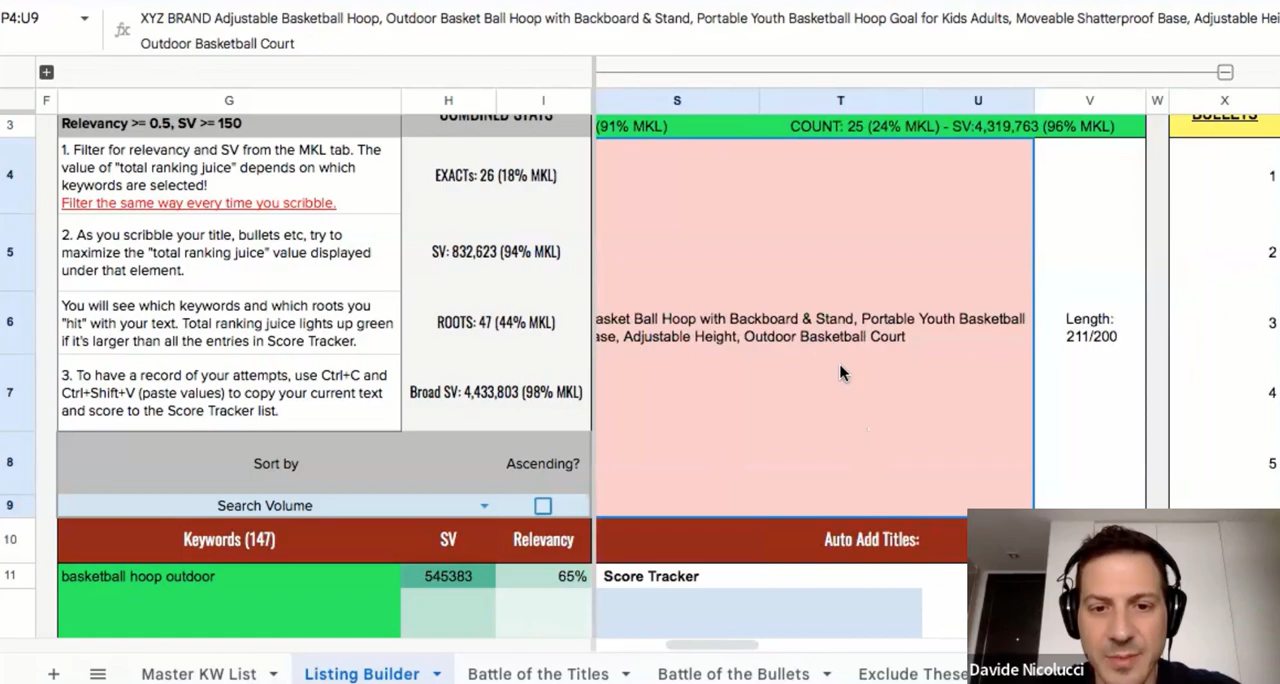 P4:U9
fx
XYZ BRAND Adjustable Basketball Hoop, Outdoor Basket Ball Hoop with Backboard & Stand, Portable Youth Basketball Hoop Goal for Kids Adults, Moveable Shatterproof Base, Adjustable Hei
Outdoor Basketball Court
F G H I S T U V W X
3 Relevancy >= 0.5, SV >= 150
(91% MKL) COUNT: 25 (24% MKL) - SV:4,319,763 (96% MKL)
4
1. Filter for relevancy and SV from the MKL tab. The
value of "total ranking juice" depends on which
keywords are selected!
Filter the same way every time you scribble.
EXACTs: 26 (18% MKL)
1
5
2. As you scribble your title, bullets etc, try to
maximize the "total ranking juice" value displayed
under that element.
SV: 832,623 (94% MKL)
2
6
You will see which keywords and which roots you
"hit" with your text. Total ranking juice lights up green
if it's larger than all the entries in Score Tracker.
ROOTS: 47 (44% MKL)
asket Ball Hoop with Backboard & Stand, Portable Youth Basketball
ase, Adjustable Height, Outdoor Basketball Court
Length:
211/200
3
7
3. To have a record of your attempts, use Ctrl+C and
Ctrl+Shift+V (paste values) to copy your current text
and score to the Score Tracker list.
Broad SV: 4,433,803 (98% MKL)
4
8 Sort by Ascending? 5
9 Search Volume
10 Keywords (147) SV Relevancy Auto Add Titles:
11 basketball hoop outdoor 545383 65% Score Tracker
Davide Nicolucci
Master KW List Listing Builder Battle of the Titles Battle of the Bullets Exclude These